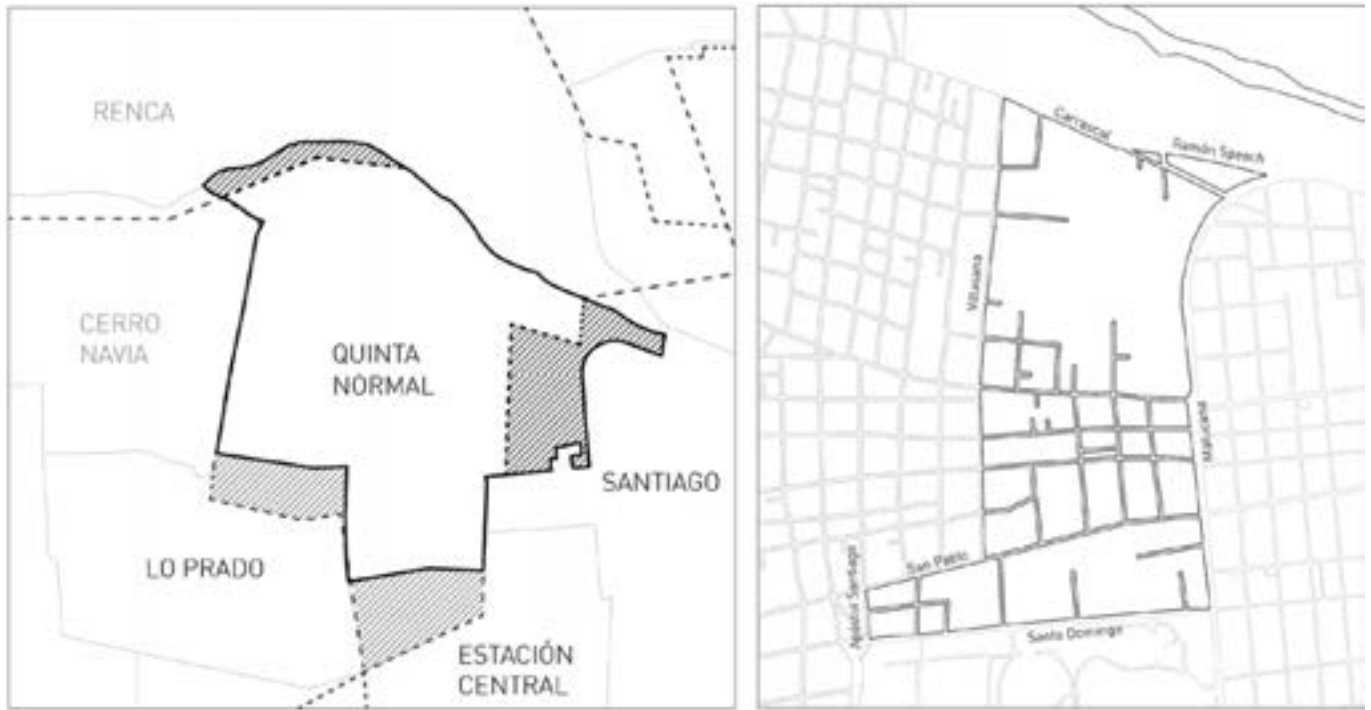 RENCA
CERRO
NAVIA
QUINTA
NORMAL
SANTIAGO
LO PRADO
ESTACIÓN
CENTRAL
Carrascal
Ramón Speech
Villasana
Matucana
San Pablo
Apostol Santiago
Santo Domingo